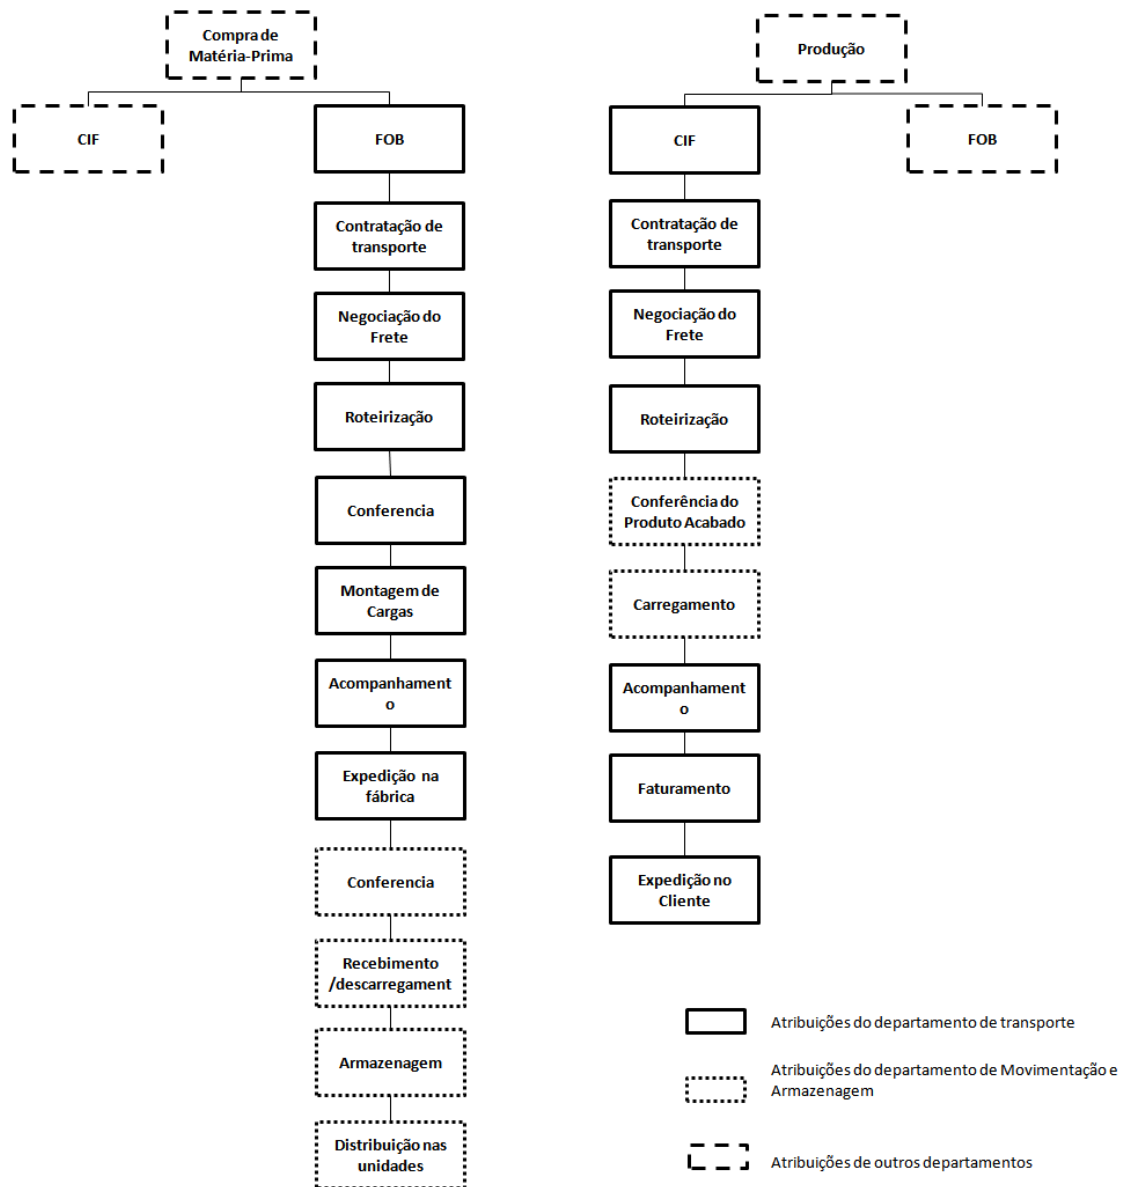 Compra de
Matéria-Prima
CIF
FOB
Contratação de
transporte
Negociação do
Frete
Roteirização
Conferencia
Montagem de
Cargas
Acompanhament
o
Expedição na
fábrica
Conferencia
Recebimento
/descarregament
Armazenagem
Distribuição nas
unidades
Produção
CIF
FOB
Contratação de
transporte
Negociação do
Frete
Roteirização
Conferência do
Produto Acabado
Carregamento
Acompanhament
o
Faturamento
Expedição no
Cliente
Atribuições do departamento de transporte
Atribuições do departamento de Movimentação e
Armazenagem
Atribuições de outros departamentos